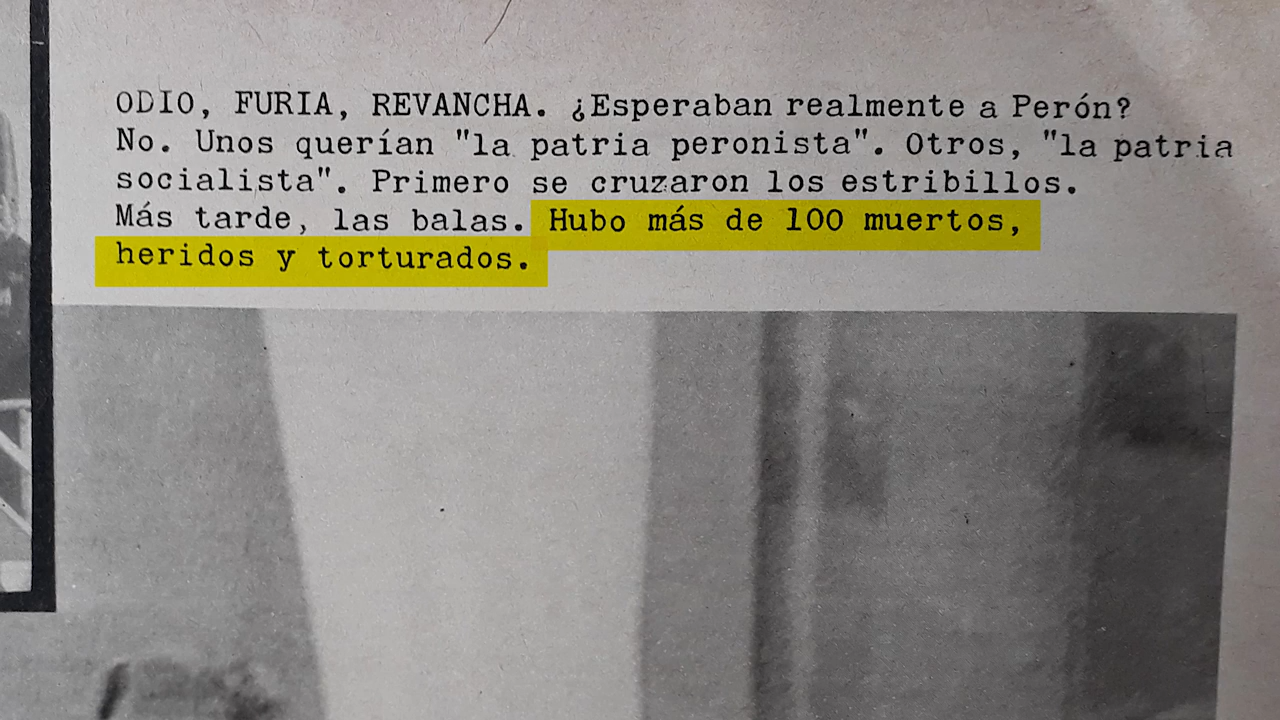 ODIO, FURIA, REVANCHA. ¿Esperaban realmente a Perón?
No. Unos querían "la patria peronista". Otros, "la patria
socialista". Primero se cruzaron los estribillos.
Más tarde, las balas. Hubo más de 100 muertos,
heridos y torturados.